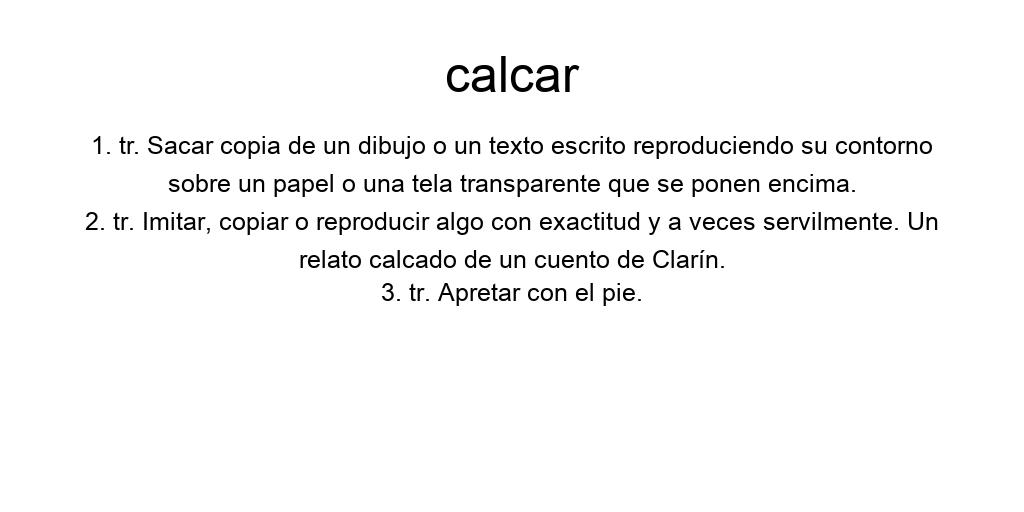 calcar
1. tr. Sacar copia de un dibujo o un texto escrito reproduciendo su contorno
sobre un papel o una tela transparente que se ponen encima.
2. tr. Imitar, copiar o reproducir algo con exactitud y a veces servilmente. Un
relato calcado de un cuento de Clarín.
3. tr. Apretar con el pie.